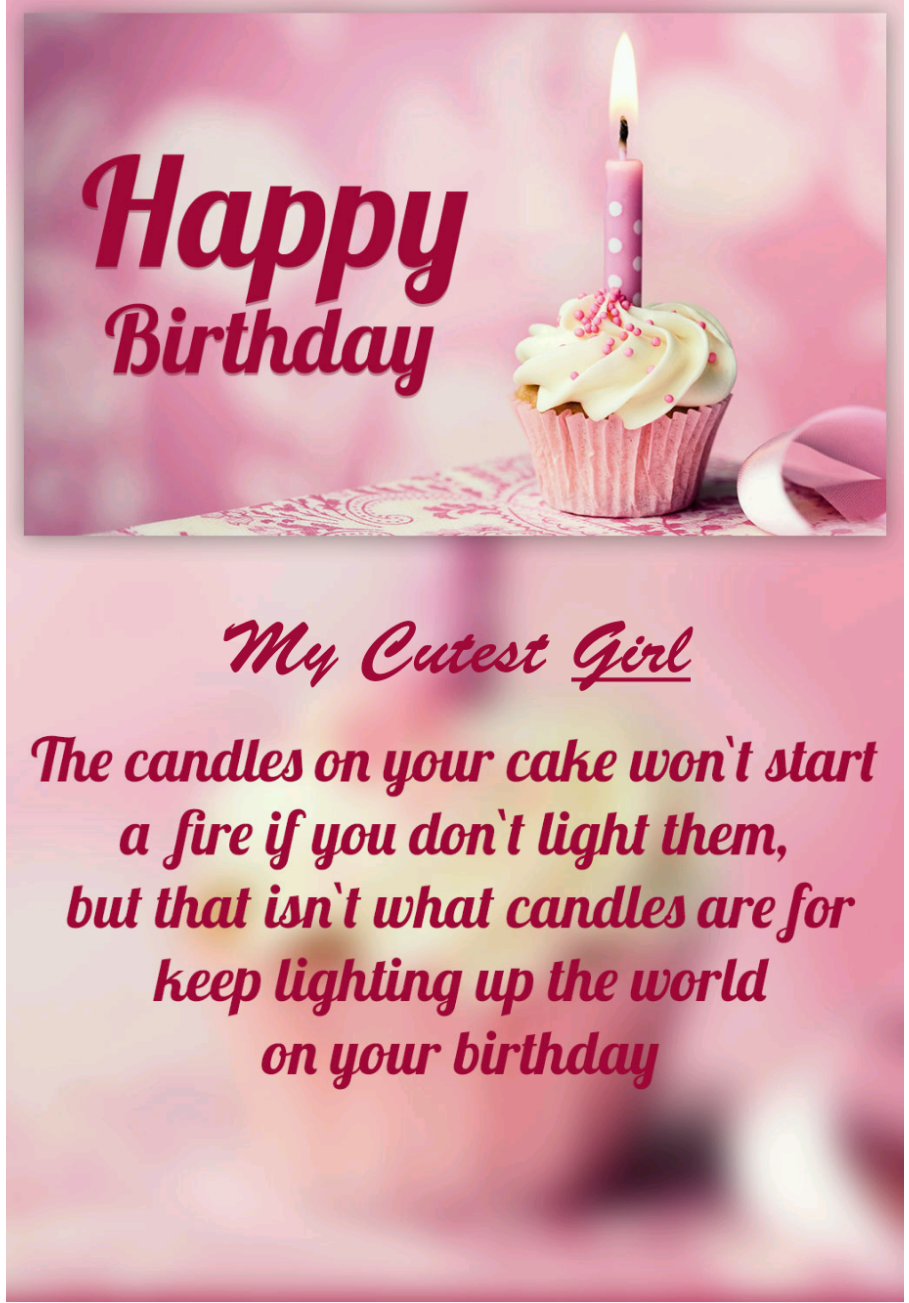 Happy
Birthday
My Cutest Girl
The candles on your cake won`t start
a fire if you don`t light them,
but that isn`t what candles are for
keep lighting up the world
on your birthday